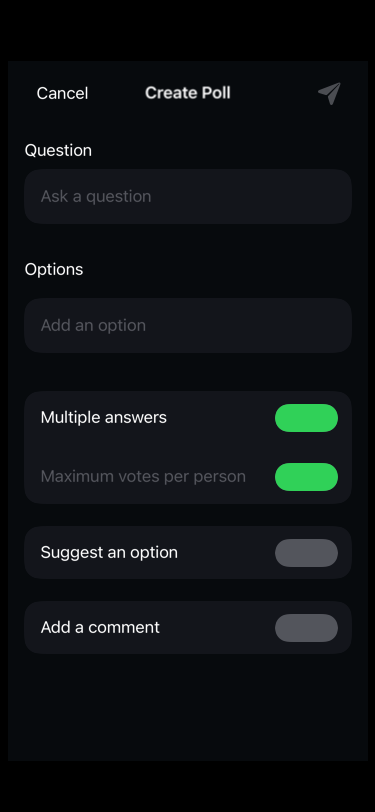 Cancel Create Poll
Question
Ask a question
Options
Add an option
Multiple answers
Maximum votes per person
Suggest an option
Add a comment